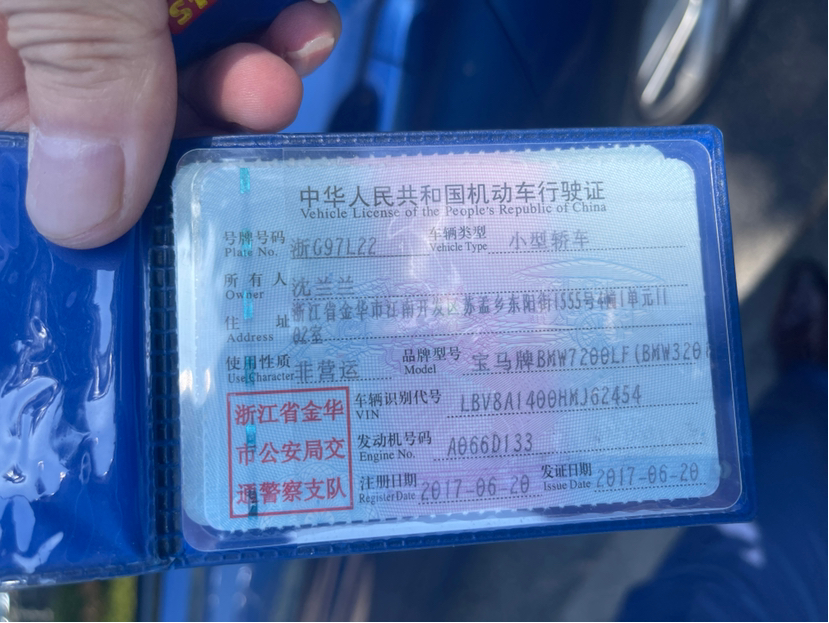 中华人民共和国机动车行驶证
Vehicle License of the People's Republic of China
号牌号码 浙G97L22 车辆类型 小型轿车
Plate No. Vehicle Type
所有人 沈兰兰
Owner
住址 浙江省金华市江南开发区苏孟乡东阳街1555号4幢1单元11
Address 02室
使用性质 非营运 品牌型号 宝马牌BMW7200LF(BMW320
Use Character Model
浙江省金华
市公安局交
通警察支队
车辆识别代号 LBV8A1400HMJ62454
VIN
发动机号码 A066D133
Engine No.
注册日期 2017-06-20 发证日期 2017-06-20
Register Date Issue Date